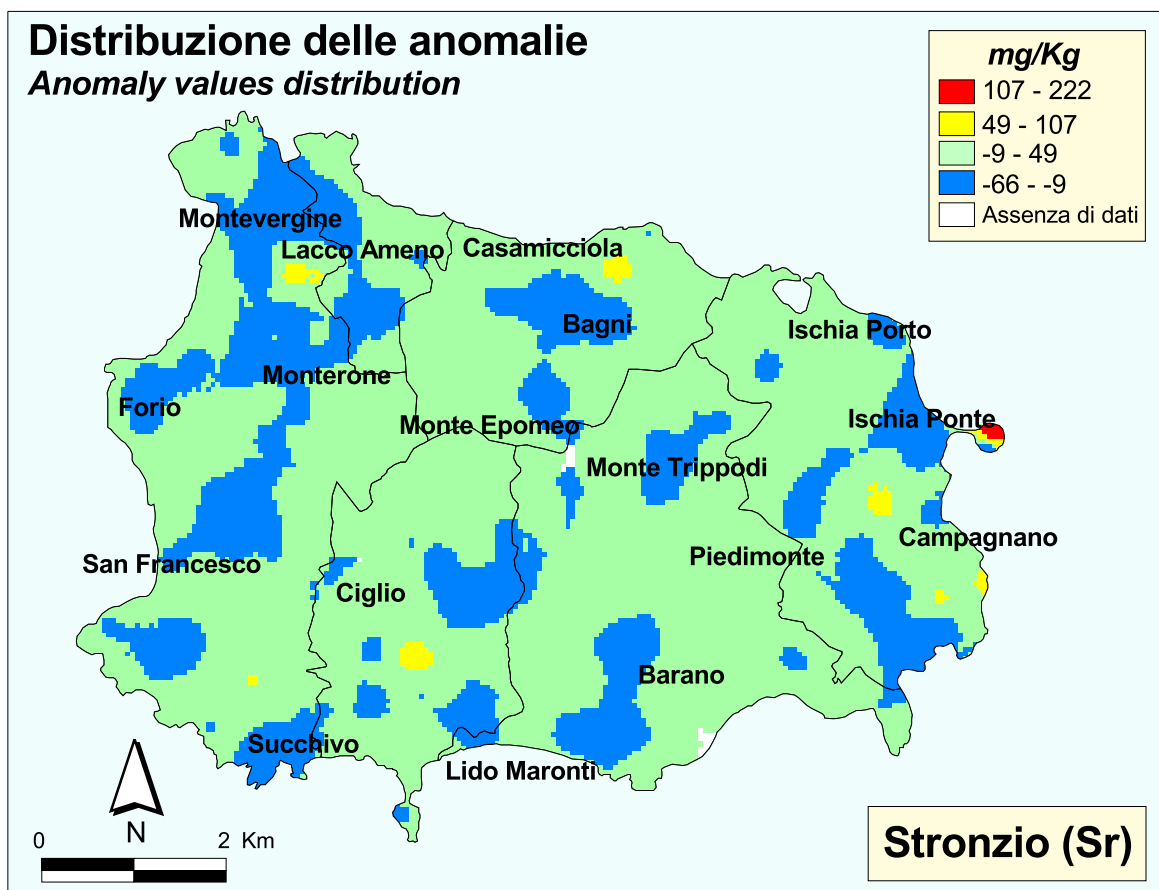 Distribuzione delle anomalie
Anomaly values distribution
mg/Kg
107 - 222
49 - 107
-9 - 49
-66 - -9
Assenza di dati
Montevergine
Lacco Ameno
Casamicciola
Bagni
Ischia Porto
Monterone
Forio
Monte Epomeo
Ischia Ponte
Monte Trippodi
Campagnano
San Francesco
Piedimonte
Ciglio
Barano
Succhivo
Lido Maronti
N
0 2 Km
Stronzio (Sr)